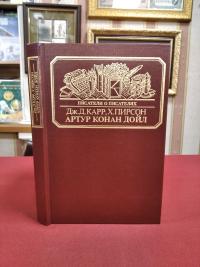 ПИСАТЕЛИ О ПИСАТЕЛЯХ
Дж.Д.КАРР, Х.ПИРСОН
АРТУР КОНАН ДОЙЛ